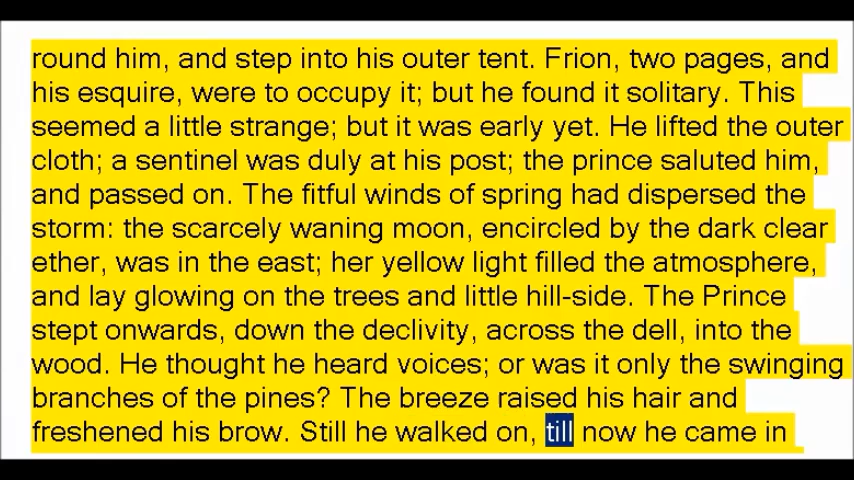 round him, and step into his outer tent. Frion, two pages, and
his esquire, were to occupy it; but he found it solitary. This
seemed a little strange; but it was early yet. He lifted the outer
cloth; a sentinel was duly at his post; the prince saluted him,
and passed on. The fitful winds of spring had dispersed the
storm: the scarcely waning moon, encircled by the dark clear
ether, was in the east; her yellow light filled the atmosphere,
and lay glowing on the trees and little hill-side. The Prince
stept onwards, down the declivity, across the dell, into the
wood. He thought he heard voices; or was it only the swinging
branches of the pines? The breeze raised his hair and
freshened his brow. Still he walked on, till now he came in